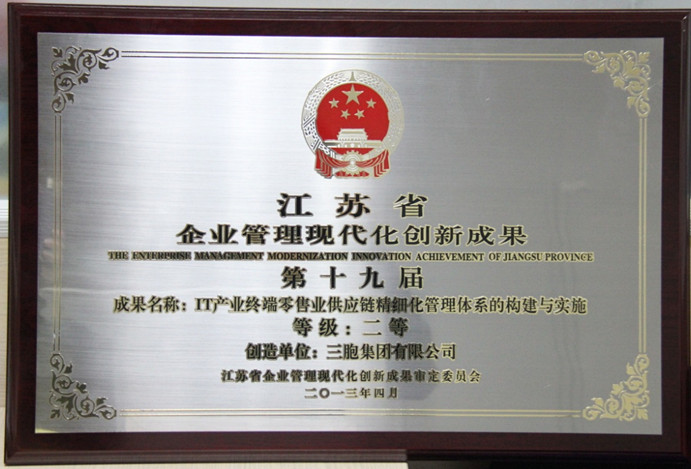 江苏省
企业管理现代化创新成果
THE ENTERPRISE MANAGEMENT MODERNIZATION INNOVATION ACHIEVEMENT OF JIANGSU PROVINCE
第十九届
成果名称：IT产业终端零售业供应链精细化管理体系的构建与实施
等级：二等
创造单位：三胞集团有限公司
江苏省企业管理现代化创新成果审定委员会
二〇一三年四月